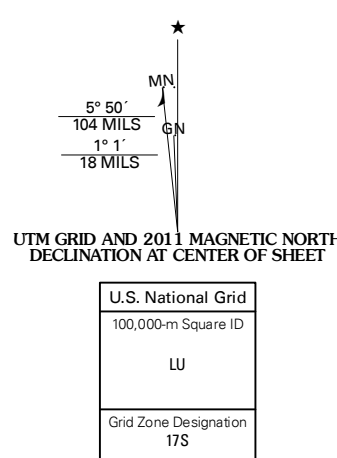 ★
MN.
5° 50´
104 MILS
GN
1° 1´
18 MILS
UTM GRID AND 2011 MAGNETIC NORTH
DECLINATION AT CENTER OF SHEET
U.S. National Grid
100,000-m Square ID
LU
Grid Zone Designation
17S